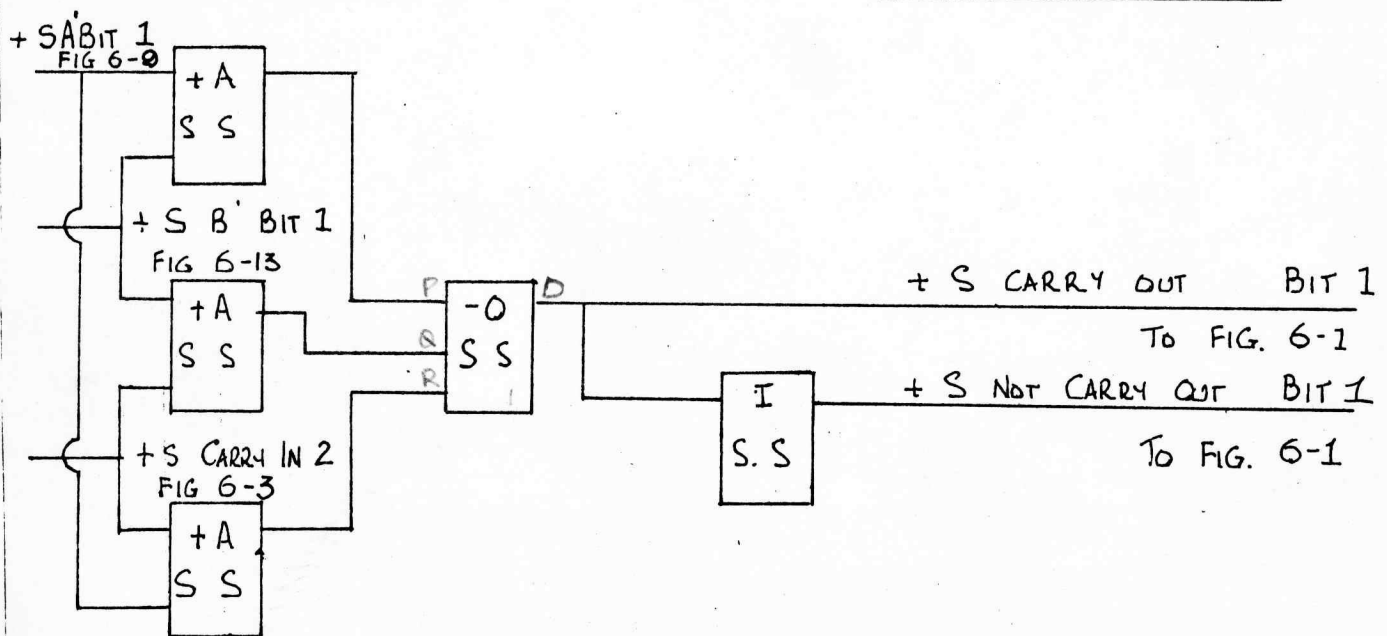 + SA'BIT 1
FIG 6-9
+ A
S S
+ S B' BIT 1
FIG 6-13
+ A
S S
+ S CARRY IN 2
FIG 6-3
+ A
S S
P
Q
R
-O
S S
D
+ S CARRY OUT BIT 1
TO FIG. 6-1
I
S. S
+ S NOT CARRY OUT BIT 1
TO FIG. 6-1